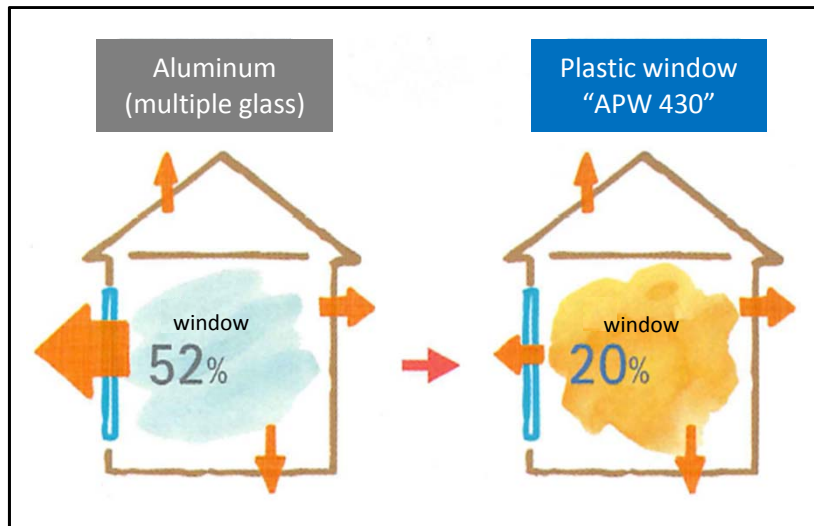 Aluminum
(multiple glass)
Plastic window
“APW 430”
window
52%
window
20%